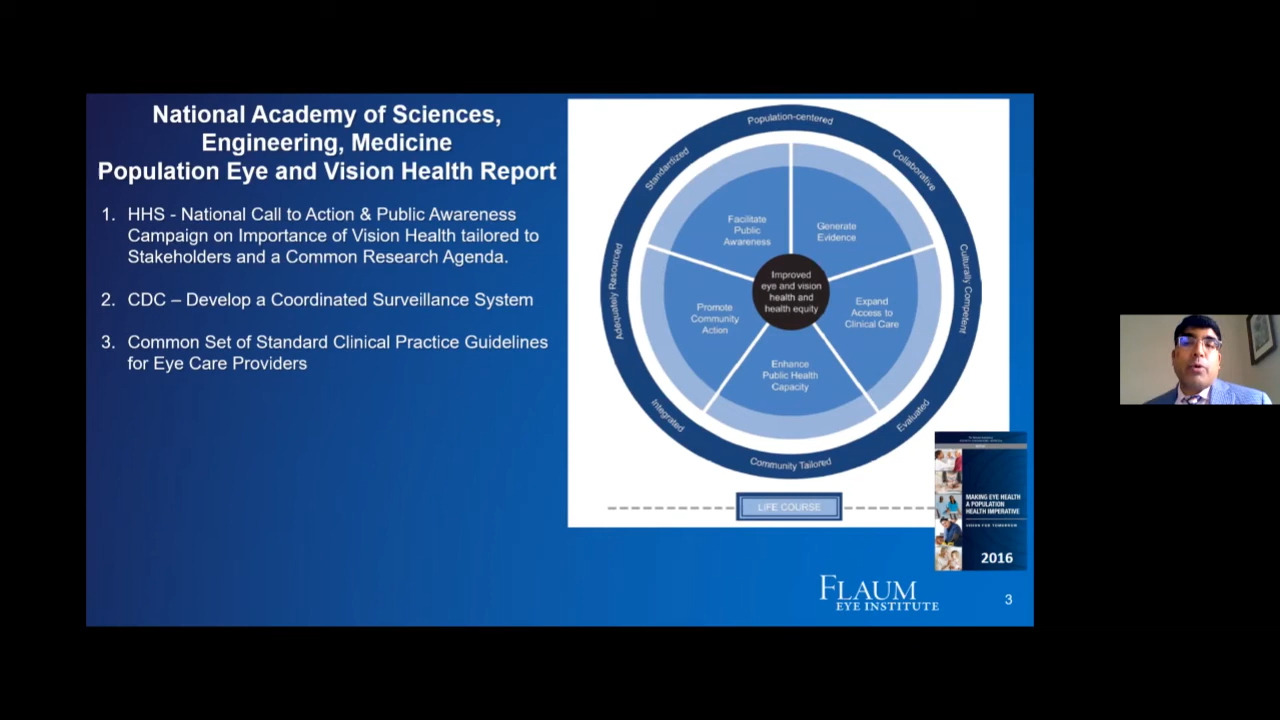 National Academy of Sciences,
Engineering, Medicine
Population Eye and Vision Health Report
1. HHS - National Call to Action & Public Awareness
Campaign on Importance of Vision Health tailored to
Stakeholders and a Common Research Agenda.
2. CDC – Develop a Coordinated Surveillance System
3. Common Set of Standard Clinical Practice Guidelines
for Eye Care Providers
Population-centered
Collaborative
Culturally Competent
Evaluated
Community Tailored
Integrated
Adequately Resourced
Standardized
Facilitate
Public
Awareness
Generate
Evidence
Expand
Access to
Clinical Care
Enhance
Public Health
Capacity
Promote
Community
Action
Improved
eye and vision
health and
health equity
LIFE COURSE
MAKING EYE HEALTH
A POPULATION
HEALTH IMPERATIVE
VISION FOR TOMORROW
2016
FLAUM
EYE INSTITUTE
3